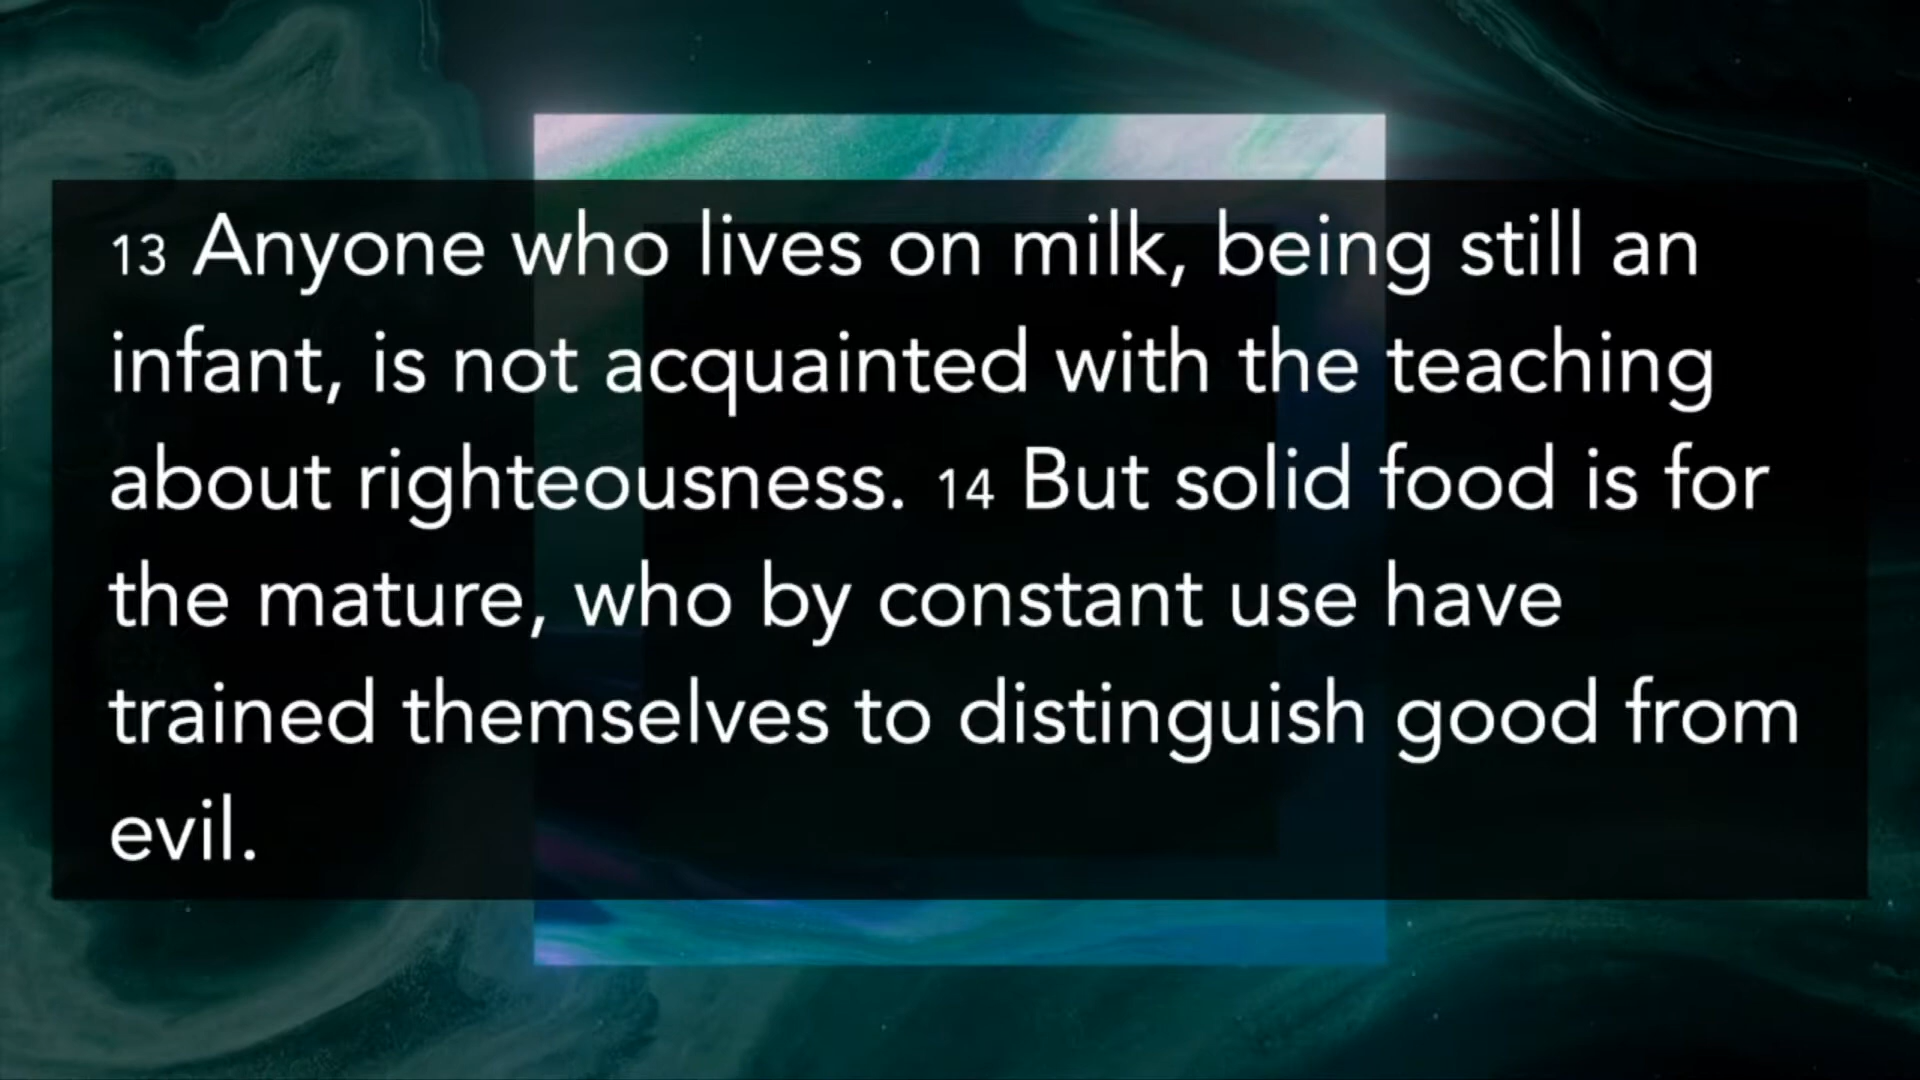 13 Anyone who lives on milk, being still an
infant, is not acquainted with the teaching
about righteousness. 14 But solid food is for
the mature, who by constant use have
trained themselves to distinguish good from
evil.